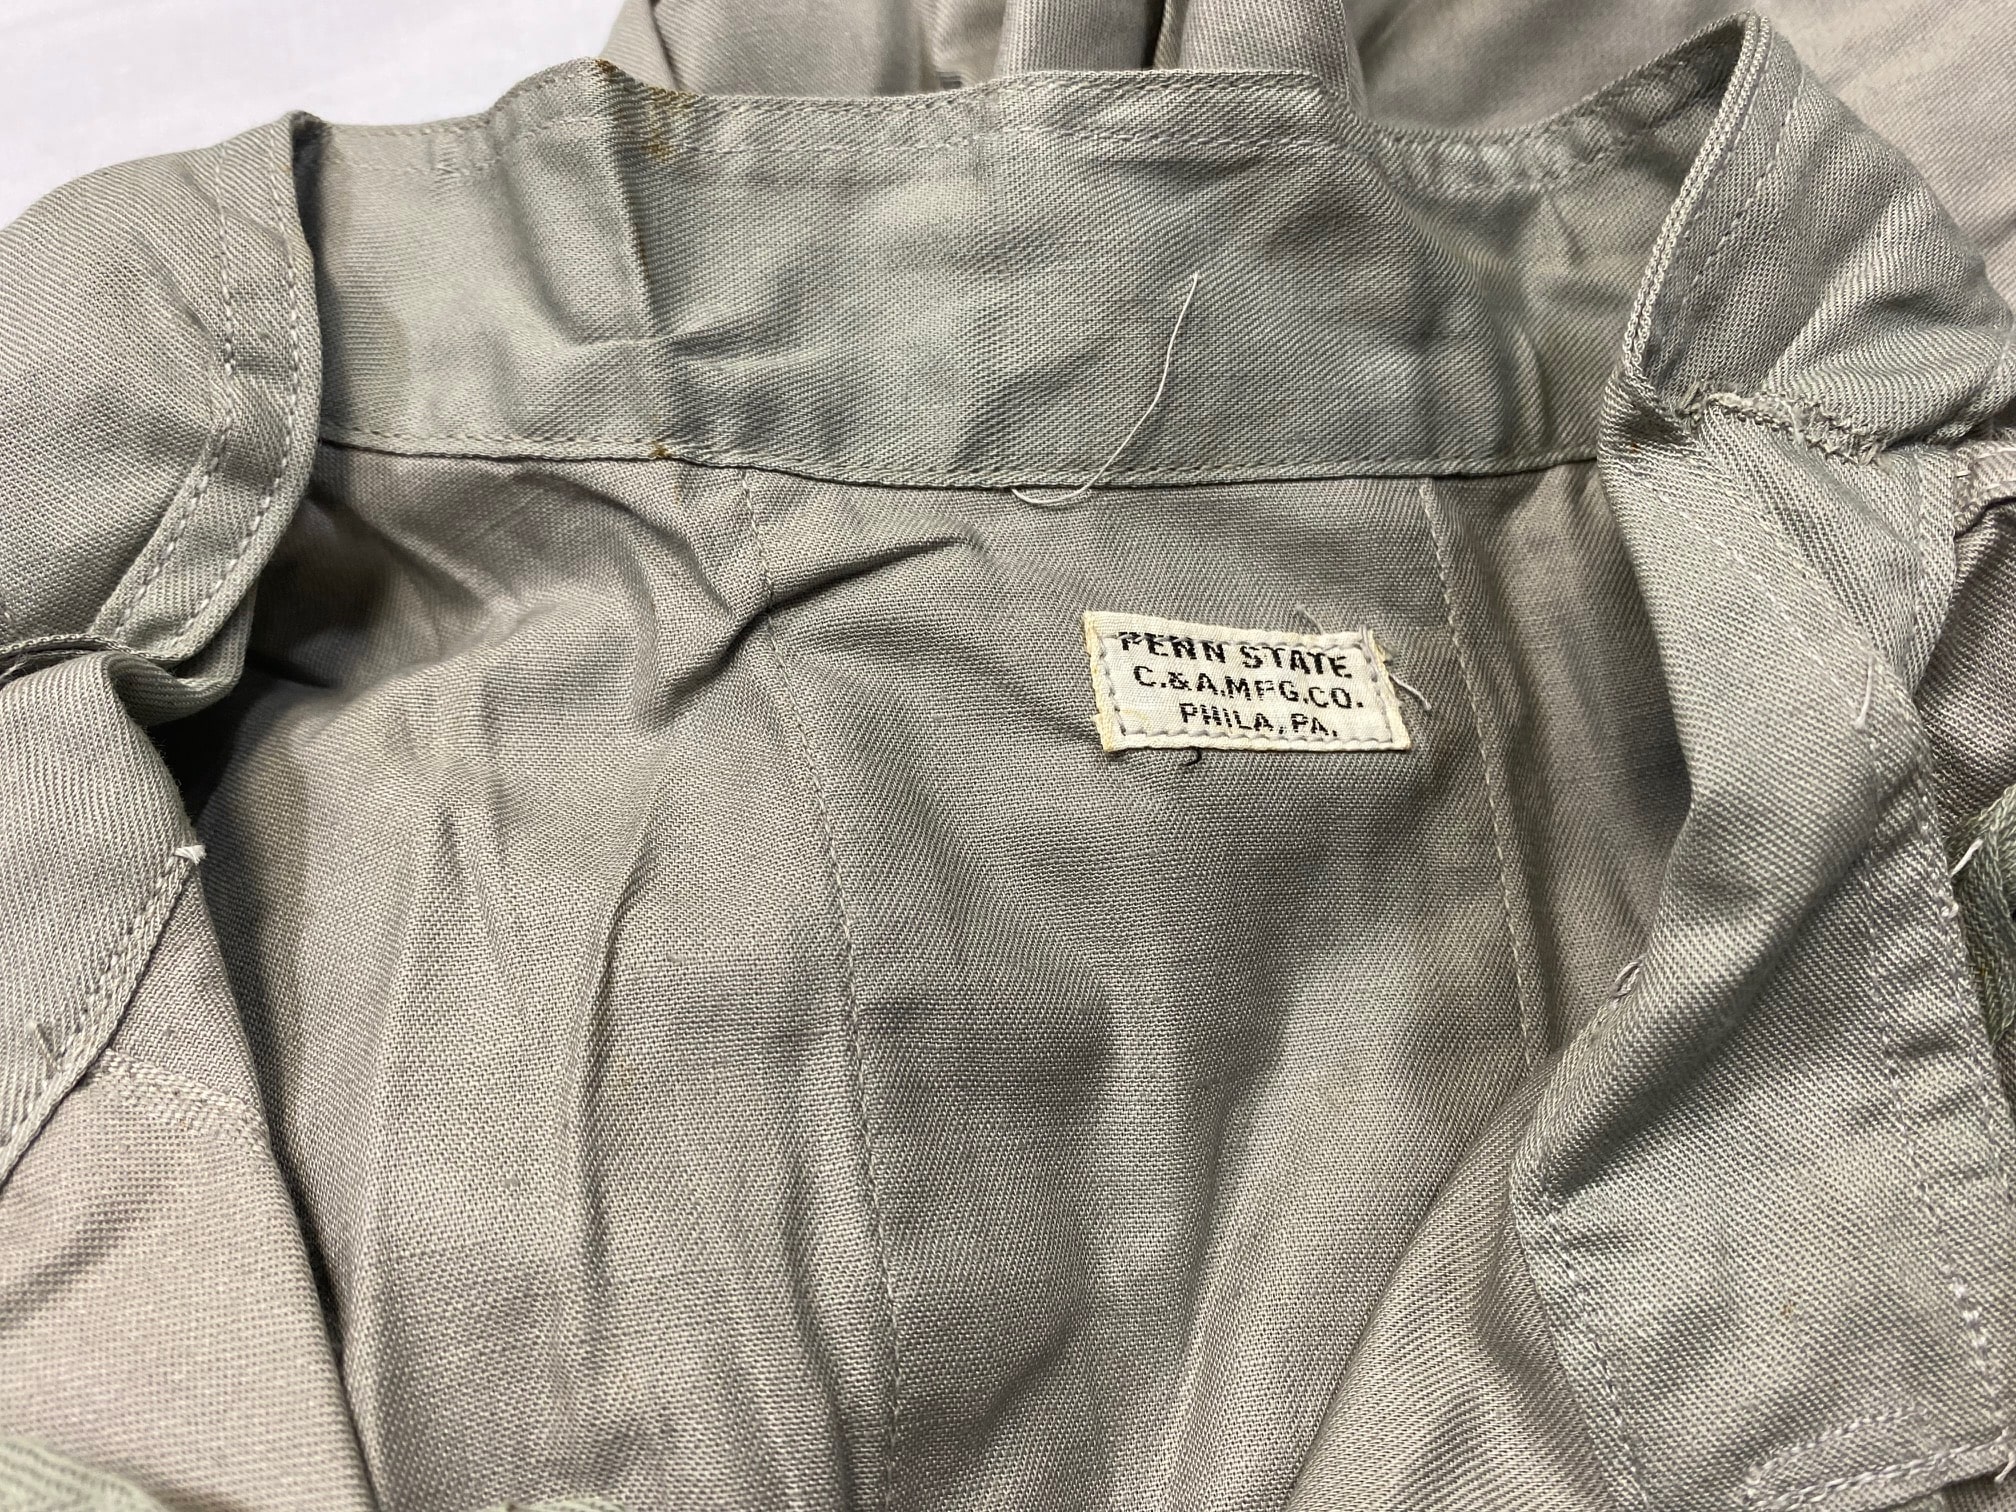 PENN STATE
C.& A.MFG.CO.
PHILA, PA.